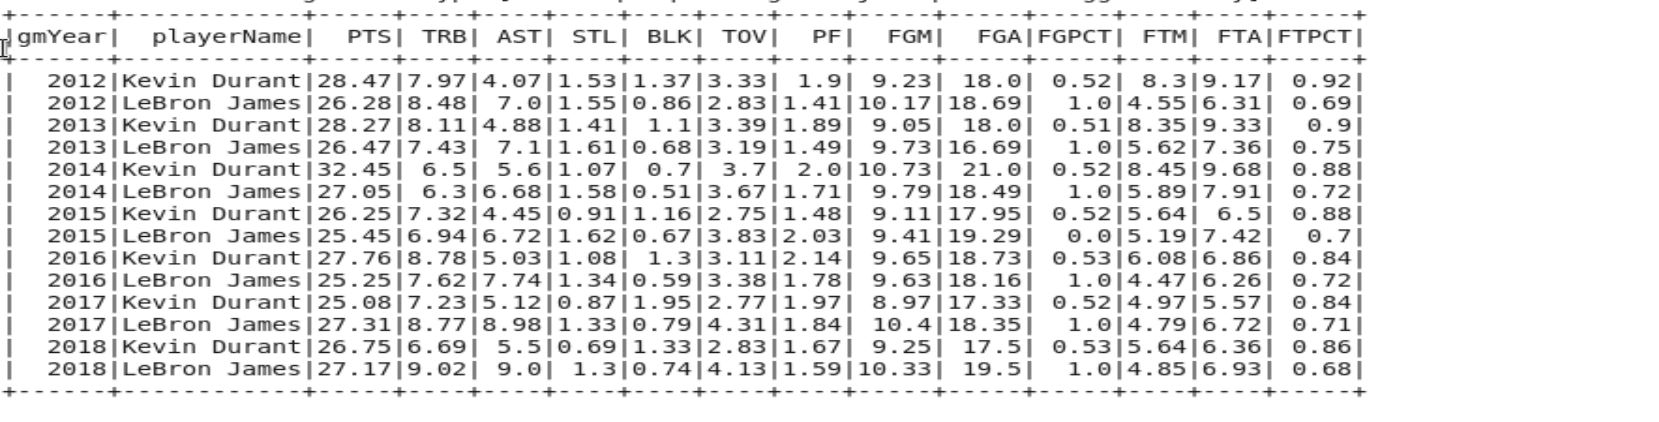 +------+------------+-----+----+----+----+----+----+----+-----+-----+-----+----+----+-----+
|gmYear|  playerName|  PTS| TRB| AST| STL| BLK| TOV|  PF|  FGM|  FGA|FGPCT| FTM| FTA|FTPCT|
+------+------------+-----+----+----+----+----+----+----+-----+-----+-----+----+----+-----+
|  2012|Kevin Durant|28.47|7.97|4.07|1.53|1.37|3.33| 1.9| 9.23| 18.0| 0.52| 8.3|9.17| 0.92|
|  2012|LeBron James|26.28|8.48| 7.0|1.55|0.86|2.83|1.41|10.17|18.69|  1.0|4.55|6.31| 0.69|
|  2013|Kevin Durant|28.27|8.11|4.88|1.41| 1.1|3.39|1.89| 9.05| 18.0| 0.51|8.35|9.33|  0.9|
|  2013|LeBron James|26.47|7.43| 7.1|1.61|0.68|3.19|1.49| 9.73|16.69|  1.0|5.62|7.36| 0.75|
|  2014|Kevin Durant|32.45| 6.5| 5.6|1.07| 0.7| 3.7| 2.0|10.73| 21.0| 0.52|8.45|9.68| 0.88|
|  2014|LeBron James|27.05| 6.3|6.68|1.58|0.51|3.67|1.71| 9.79|18.49|  1.0|5.89|7.91| 0.72|
|  2015|Kevin Durant|26.25|7.32|4.45|0.91|1.16|2.75|1.48| 9.11|17.95| 0.52|5.64| 6.5| 0.88|
|  2015|LeBron James|25.45|6.94|6.72|1.62|0.67|3.83|2.03| 9.41|19.29|  0.0|5.19|7.42|  0.7|
|  2016|Kevin Durant|27.76|8.78|5.03|1.08| 1.3|3.11|2.14| 9.65|18.73| 0.53|6.08|6.86| 0.84|
|  2016|LeBron James|25.25|7.62|7.74|1.34|0.59|3.38|1.78| 9.63|18.16|  1.0|4.47|6.26| 0.72|
|  2017|Kevin Durant|25.08|7.23|5.12|0.87|1.95|2.77|1.97| 8.97|17.33| 0.52|4.97|5.57| 0.84|
|  2017|LeBron James|27.31|8.77|8.98|1.33|0.79|4.31|1.84| 10.4|18.35|  1.0|4.79|6.72| 0.71|
|  2018|Kevin Durant|26.75|6.69| 5.5|0.69|1.33|2.83|1.67| 9.25| 17.5| 0.53|5.64|6.36| 0.86|
|  2018|LeBron James|27.17|9.02| 9.0| 1.3|0.74|4.13|1.59|10.33| 19.5|  1.0|4.85|6.93| 0.68|
+------+------------+-----+----+----+----+----+----+----+-----+-----+-----+----+----+-----+